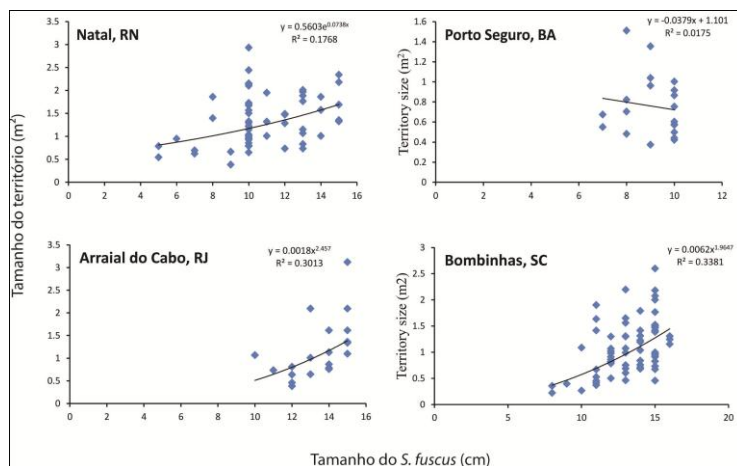 Natal, RN
y = 0.5603e^0.0738x
R² = 0.1768
3.5
3
2.5
2
1.5
1
0.5
0
0 2 4 6 8 10 12 14 16
Porto Seguro, BA
y = -0.0379x + 1.101
R² = 0.0175
Territory size (m²)
1.6
1.4
1.2
1
0.8
0.6
0.4
0.2
0
0 2 4 6 8 10 12
Tamanho do território (m²)
Arraial do Cabo, RJ
y = 0.0018x^2.457
R² = 0.3013
3.5
3
2.5
2
1.5
1
0.5
0
0 2 4 6 8 10 12 14 16
Bombinhas, SC
y = 0.0062x^1.9647
R² = 0.3381
Territory size (m2)
3
2.5
2
1.5
1
0.5
0
0 5 10 15 20
Tamanho do S. fuscus (cm)